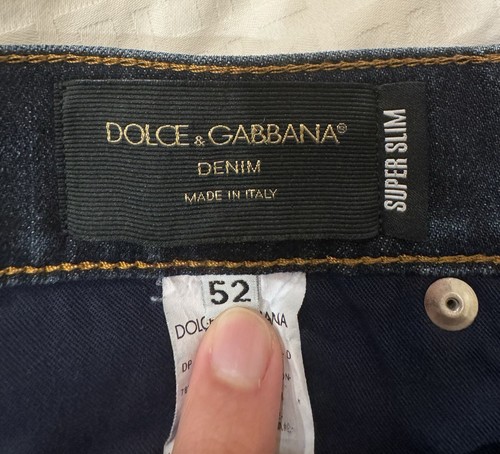 DOLCE & GABBANA®
DENIM
MADE IN ITALY
SUPER SLIM
52